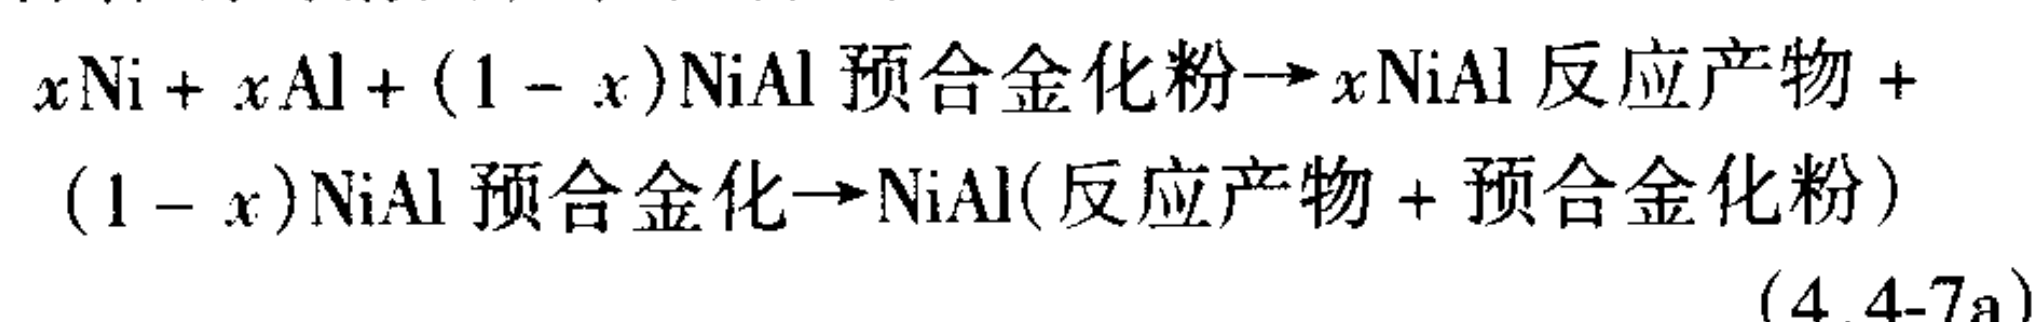 xNi + xAl + (1 - x)NiAl 预合金化粉→xNiAl 反应产物 +
(1 - x)NiAl 预合金化→NiAl(反应产物 + 预合金化粉)
(4.4-7a)